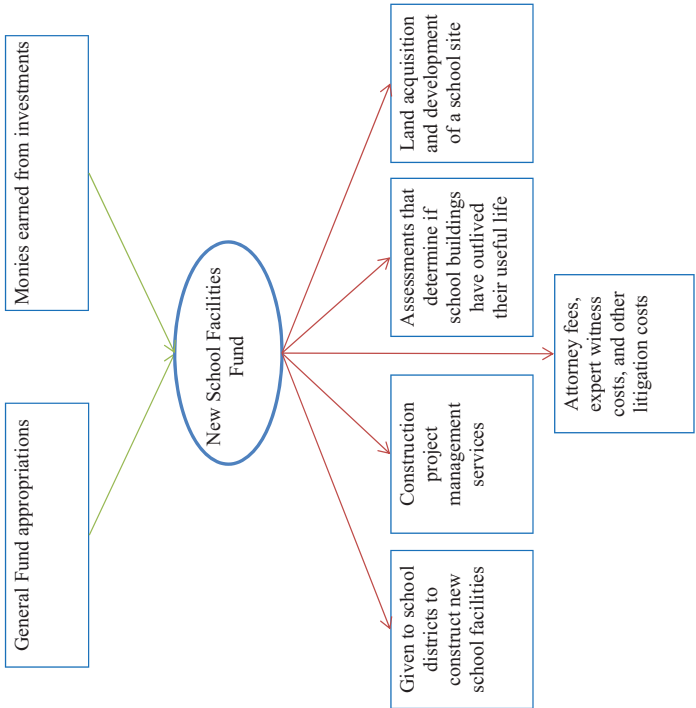 General Fund appropriations
Monies earned from investments
New School Facilities
Fund
Given to school
districts to
construct new
school facilities
Construction
project
management
services
Assessments that
determine if
school buildings
have outlived
their useful life
Land acquisition
and development
of a school site
Attorney fees,
expert witness
costs, and other
litigation costs